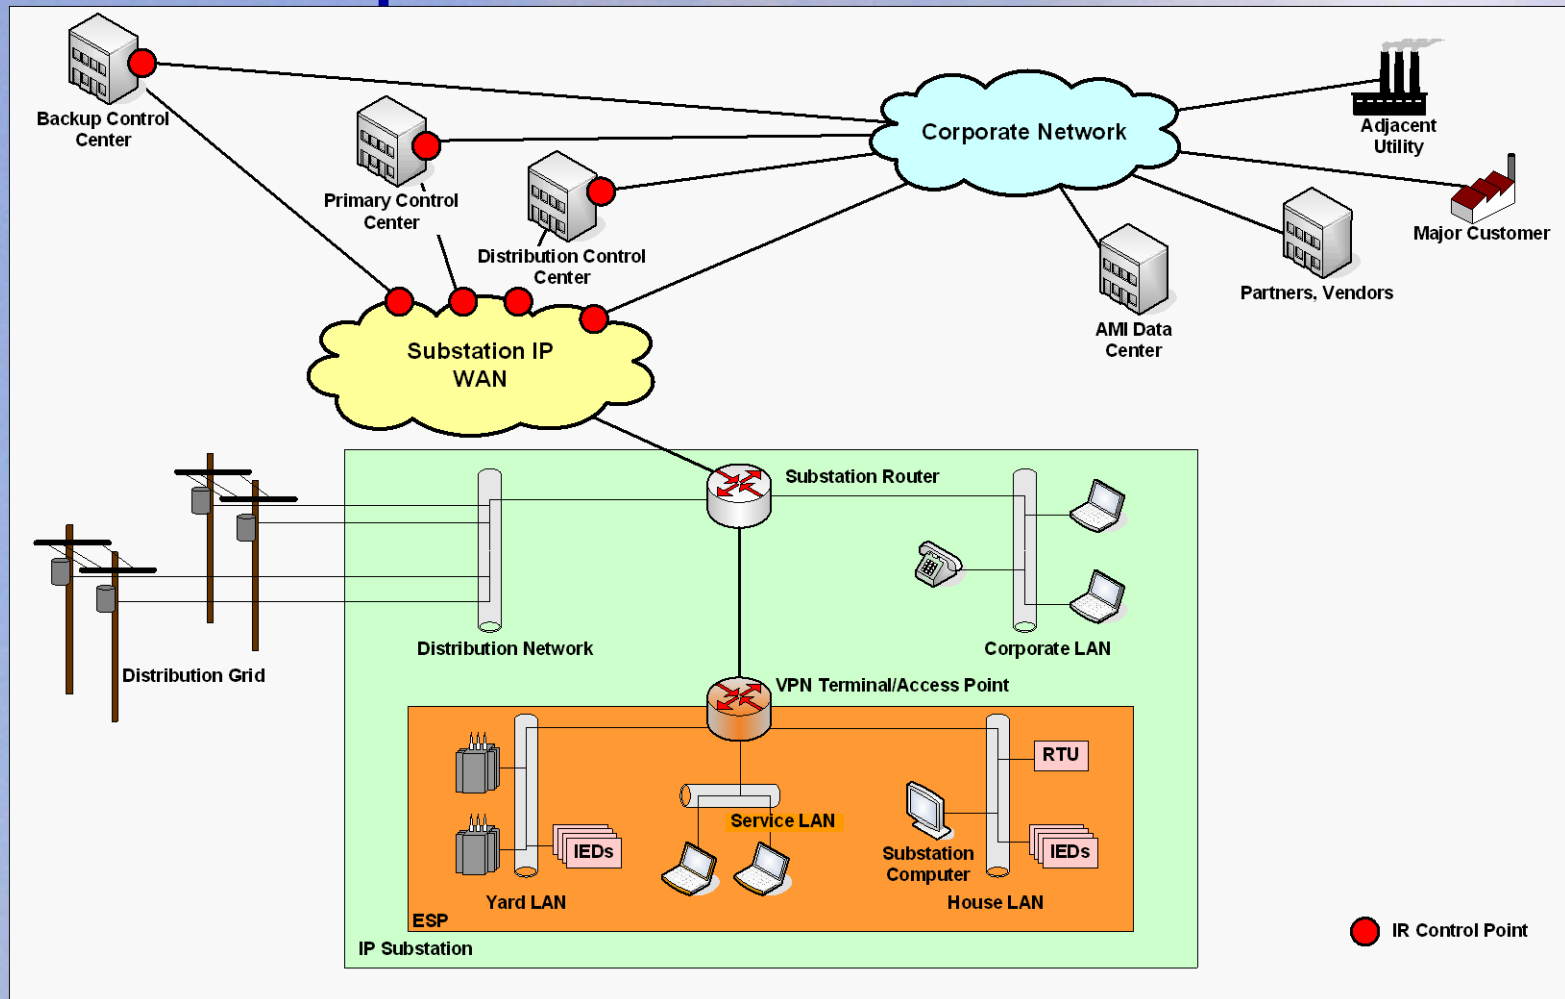 Backup Control
Center
Primary Control
Center
Distribution Control
Center
Corporate Network
Adjacent
Utility
Major Customer
Partners, Vendors
AMI Data
Center
Substation IP
WAN
Substation Router
Distribution Network
Corporate LAN
Distribution Grid
VPN Terminal/Access Point
RTU
Service LAN
IEDs
Substation
Computer
IEDs
Yard LAN
House LAN
ESP
IP Substation
IR Control Point